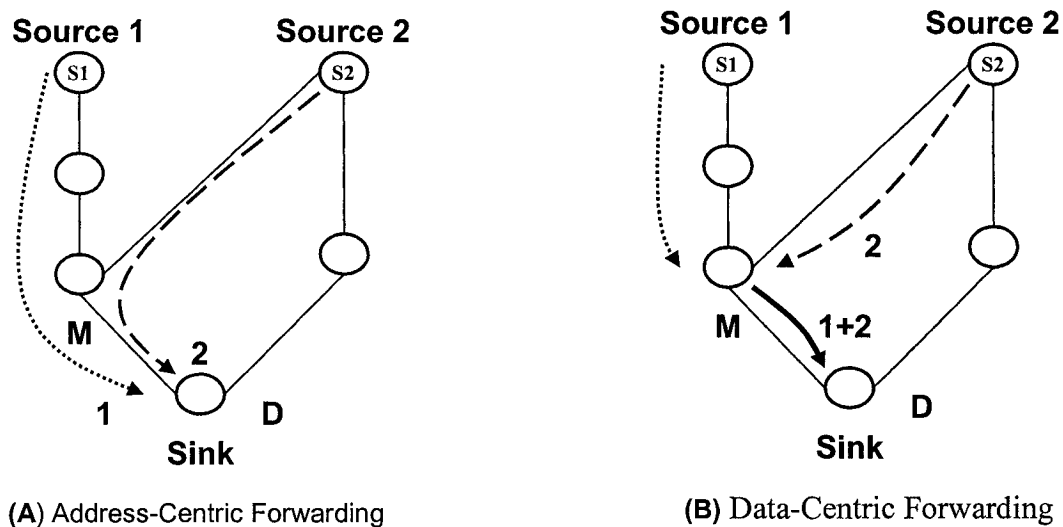 Source 1
Source 2
S1
S2
M
2
1
D
Sink
(A) Address-Centric Forwarding
Source 1
Source 2
S1
S2
2
M
1+2
D
Sink
(B) Data-Centric Forwarding